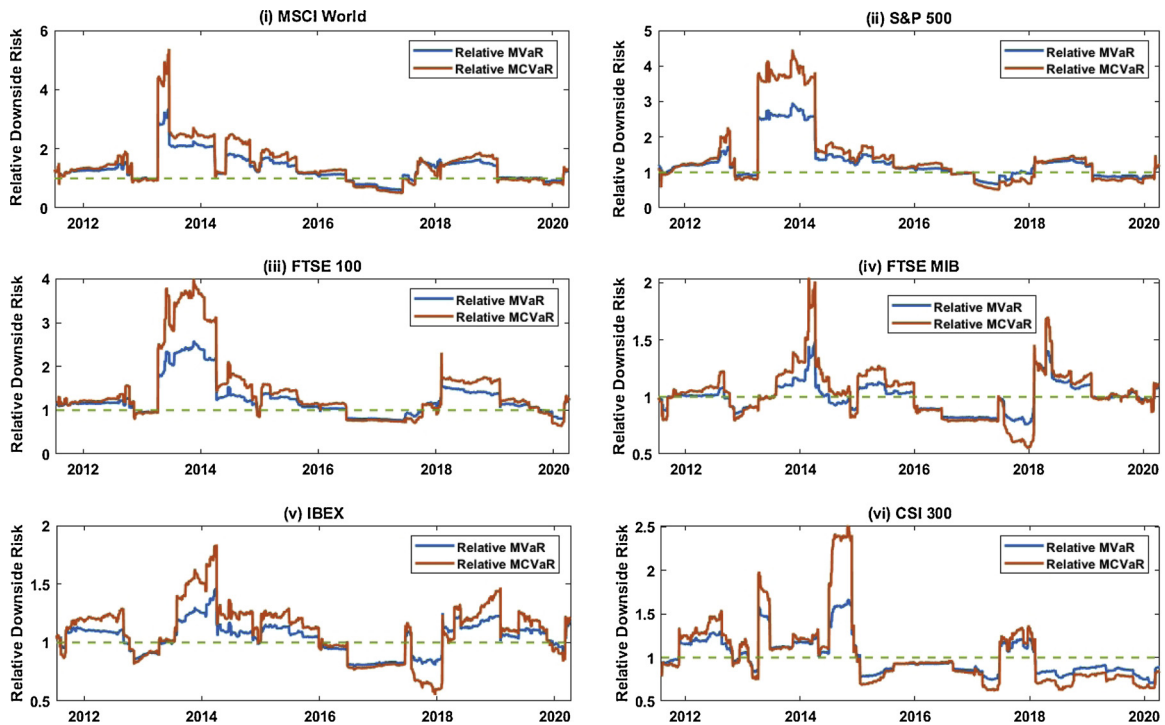 (i) MSCI World
Relative Downside Risk
6
4
2
0
Relative MVaR
Relative MCVaR
2012 2014 2016 2018 2020
(ii) S&P 500
Relative Downside Risk
5
4
3
2
1
0
Relative MVaR
Relative MCVaR
2012 2014 2016 2018 2020
(iii) FTSE 100
Relative Downside Risk
4
3
2
1
0
Relative MVaR
Relative MCVaR
2012 2014 2016 2018 2020
(iv) FTSE MIB
Relative Downside Risk
2
1.5
1
0.5
Relative MVaR
Relative MCVaR
2012 2014 2016 2018 2020
(v) IBEX
Relative Downside Risk
2
1.5
1
0.5
Relative MVaR
Relative MCVaR
2012 2014 2016 2018 2020
(vi) CSI 300
Relative Downside Risk
2.5
2
1.5
1
0.5
Relative MVaR
Relative MCVaR
2012 2014 2016 2018 2020